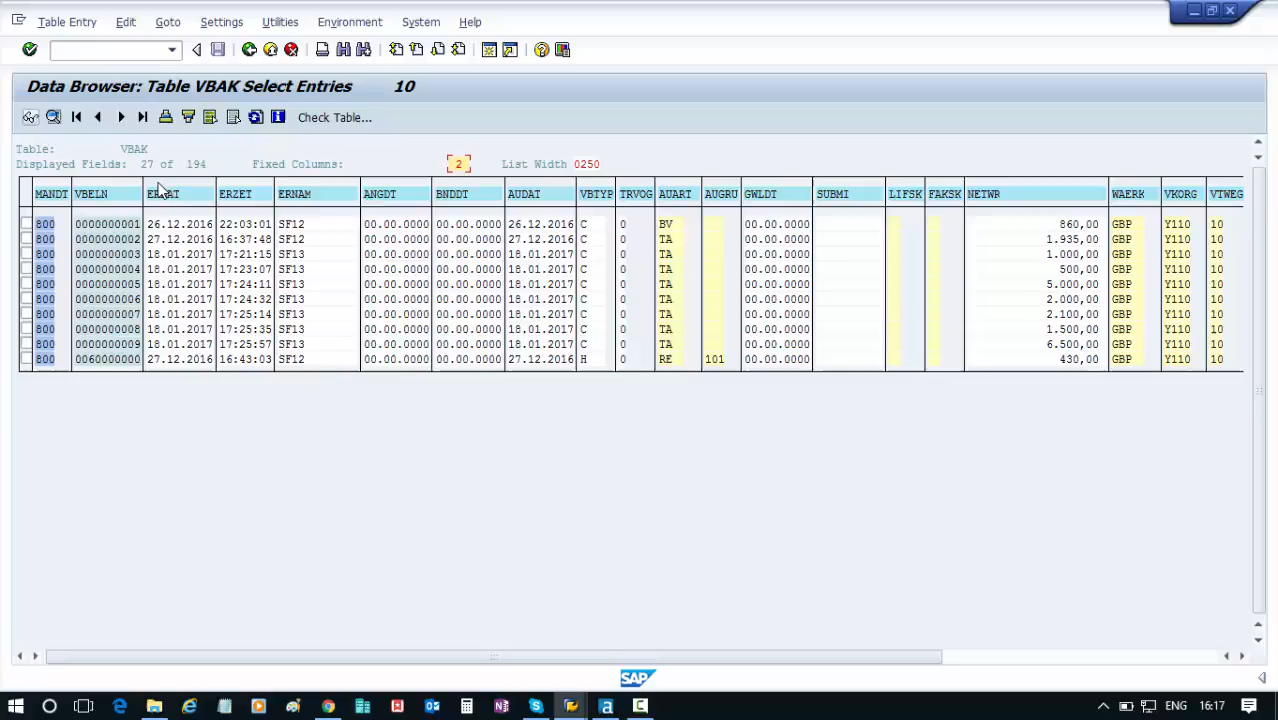 Table Entry Edit Goto Settings Utilities Environment System Help
Data Browser: Table VBAK Select Entries 10
Check Table...
Table: VBAK
Displayed Fields: 27 of 194 Fixed Columns: 2 List Width 0250
MANDT VBELN ERDAT ERZET ERNAM ANGDT BNDDT AUDAT VBTYP TRVOG AUART AUGRU GWLDT SUBMI LIFSK FAKSK NETWR WAERK VKORG VTWEG
800 0000000001 26.12.2016 22:03:01 SF12 00.00.0000 00.00.0000 26.12.2016 C 0 BV 00.00.0000 860,00 GBP Y110 10
800 0000000002 27.12.2016 16:37:48 SF12 00.00.0000 00.00.0000 27.12.2016 C 0 TA 00.00.0000 1.935,00 GBP Y110 10
800 0000000003 18.01.2017 17:21:15 SF13 00.00.0000 00.00.0000 18.01.2017 C 0 TA 00.00.0000 1.000,00 GBP Y110 10
800 0000000004 18.01.2017 17:23:07 SF13 00.00.0000 00.00.0000 18.01.2017 C 0 TA 00.00.0000 500,00 GBP Y110 10
800 0000000005 18.01.2017 17:24:11 SF13 00.00.0000 00.00.0000 18.01.2017 C 0 TA 00.00.0000 5.000,00 GBP Y110 10
800 0000000006 18.01.2017 17:24:32 SF13 00.00.0000 00.00.0000 18.01.2017 C 0 TA 00.00.0000 2.000,00 GBP Y110 10
800 0000000007 18.01.2017 17:25:14 SF13 00.00.0000 00.00.0000 18.01.2017 C 0 TA 00.00.0000 2.100,00 GBP Y110 10
800 0000000008 18.01.2017 17:25:35 SF13 00.00.0000 00.00.0000 18.01.2017 C 0 TA 00.00.0000 1.500,00 GBP Y110 10
800 0000000009 18.01.2017 17:25:57 SF13 00.00.0000 00.00.0000 18.01.2017 C 0 TA 00.00.0000 6.500,00 GBP Y110 10
800 0060000000 27.12.2016 16:43:03 SF12 00.00.0000 00.00.0000 27.12.2016 H 0 RE 101 00.00.0000 430,00 GBP Y110 10
SAP
ENG 16:17